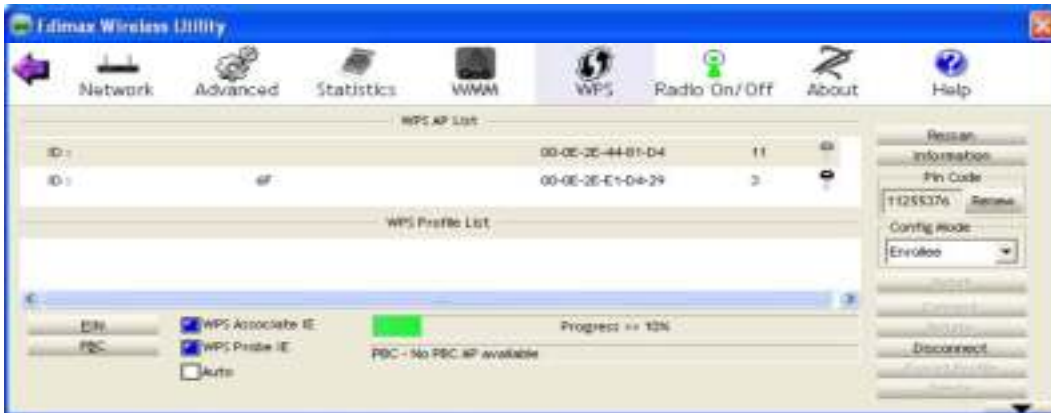 Edimax Wireless Utility
Network Advanced Statistics WMM WPS Radio On/Off About Help
WPS AP List
ID : 00-0E-2E-44-81-D4 11
ID : 6F 00-0E-2E-E1-D4-29 3
WPS Profile List
Rescan
Information
Pin Code
11255376 Renew
Config Mode
Enrollee
Disconnect
PIN
PBC
WPS Associate IE
WPS Probe IE
Auto
Progress >> 10%
PBC - No PBC AP available